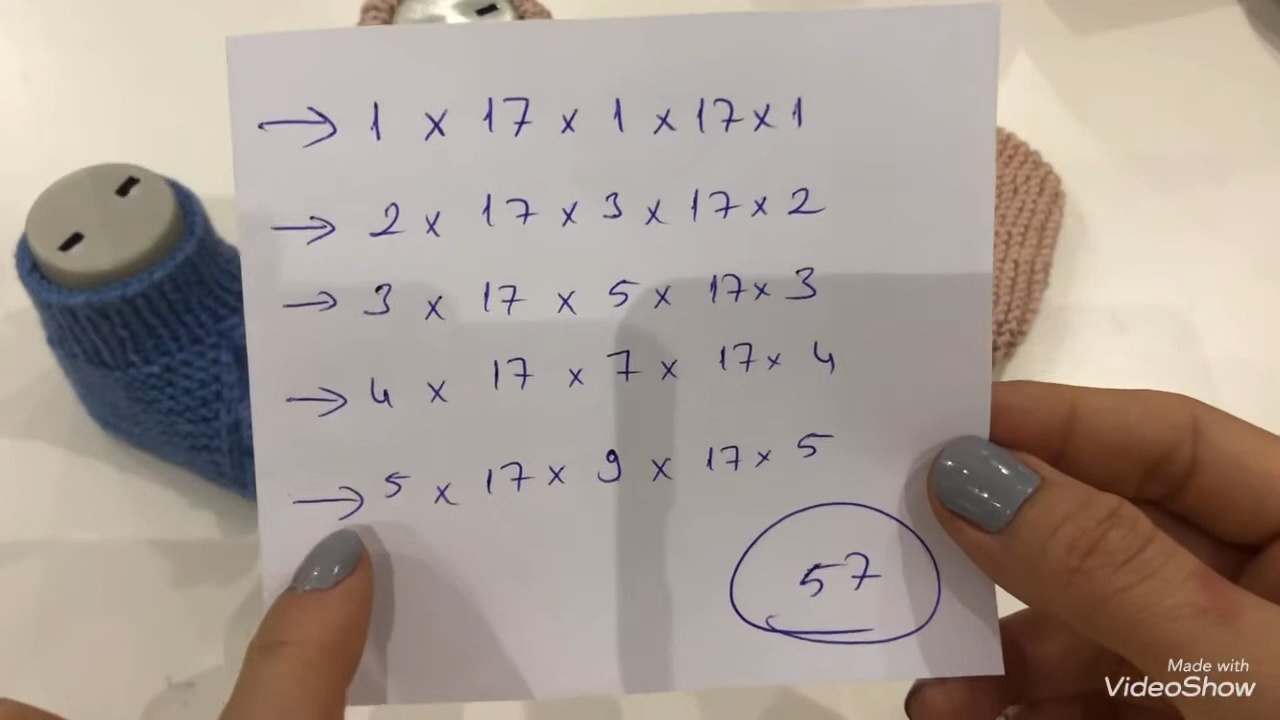 → 1 x 17 x 1 x 17 x 1
→ 2 x 17 x 3 x 17 x 2
→ 3 x 17 x 5 x 17 x 3
→ 4 x 17 x 7 x 17 x 4
→ 5 x 17 x 9 x 17 x 5
57
Made with
VideoShow